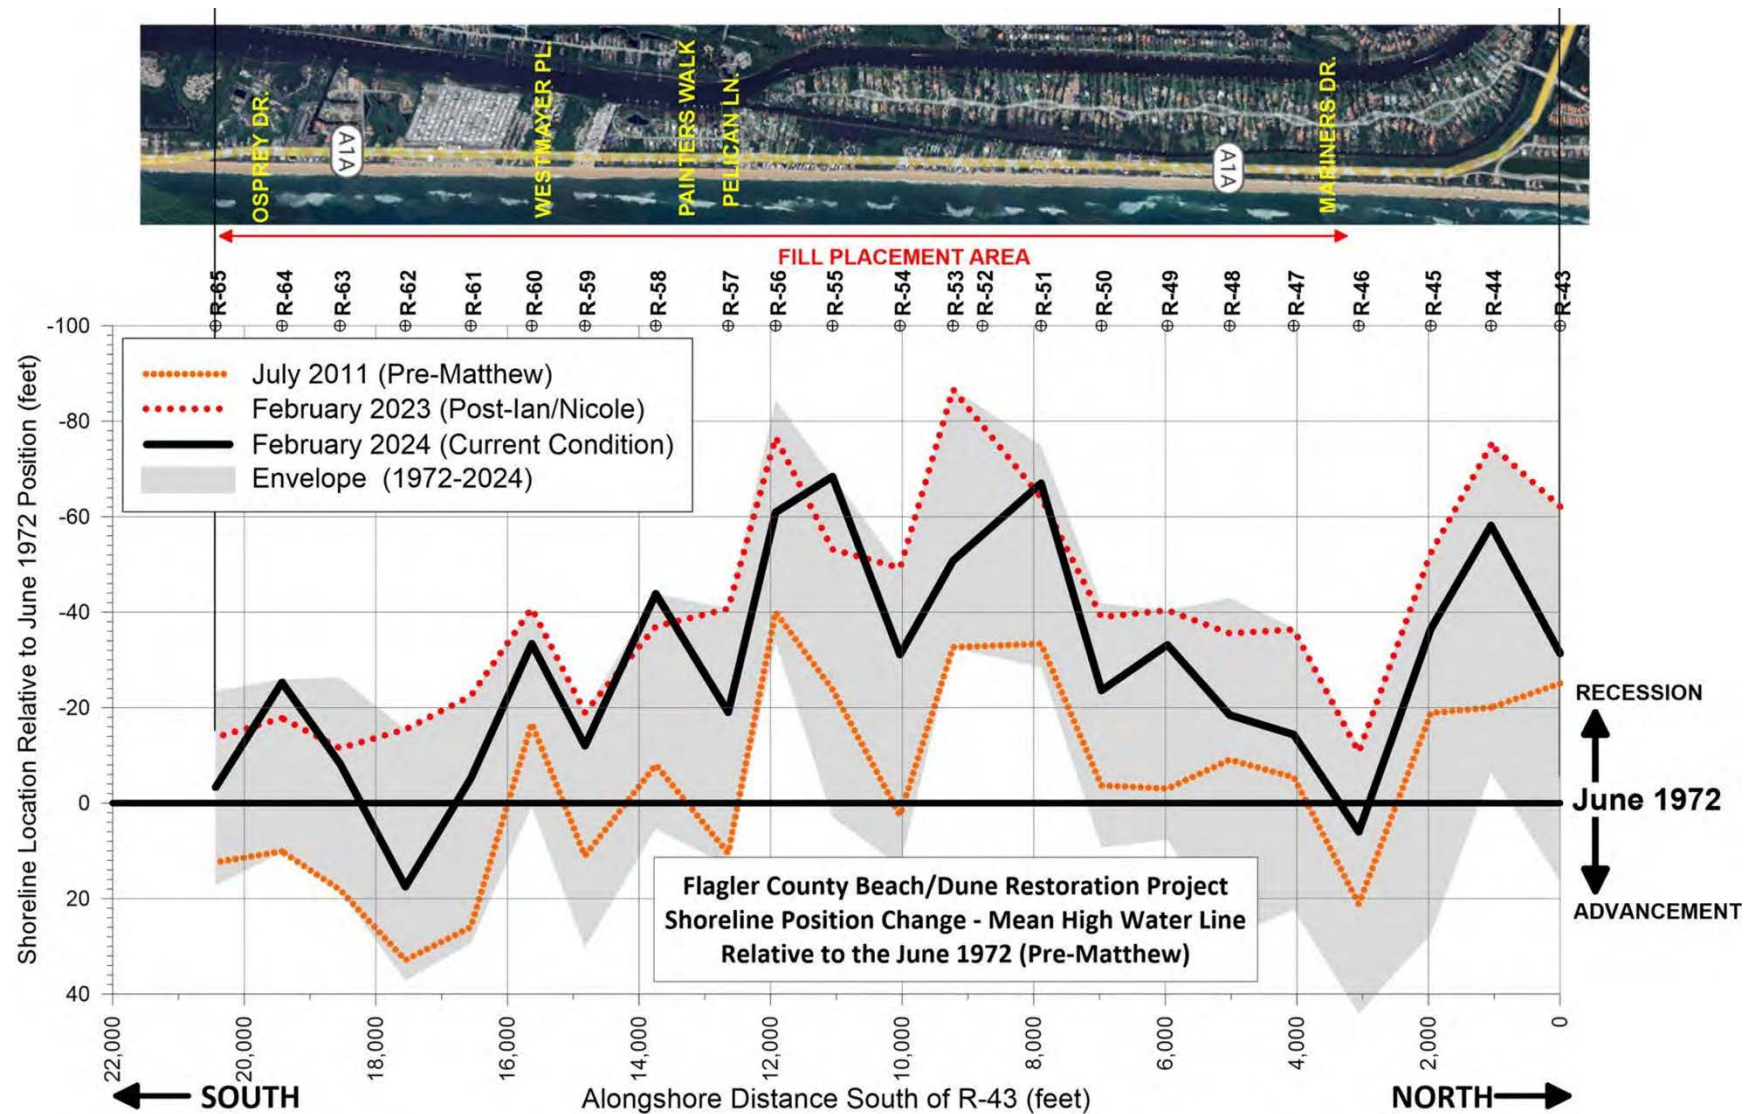 OSPREY DR.
A1A
WESTMAYER PL.
PAINTERS WALK
PELICAN LN.
A1A
MARINERS DR.
FILL PLACEMENT AREA
R-65
R-64
R-63
R-62
R-61
R-60
R-59
R-58
R-57
R-56
R-55
R-54
R-53
R-52
R-51
R-50
R-49
R-48
R-47
R-46
R-45
R-44
R-43
Shoreline Location Relative to June 1972 Position (feet)
-100
-80
-60
-40
-20
0
20
40
July 2011 (Pre-Matthew)
February 2023 (Post-Ian/Nicole)
February 2024 (Current Condition)
Envelope (1972-2024)
RECESSION
June 1972
ADVANCEMENT
Flagler County Beach/Dune Restoration Project
Shoreline Position Change - Mean High Water Line
Relative to the June 1972 (Pre-Matthew)
22,000
20,000
18,000
16,000
14,000
12,000
10,000
8,000
6,000
4,000
2,000
0
SOUTH
Alongshore Distance South of R-43 (feet)
NORTH